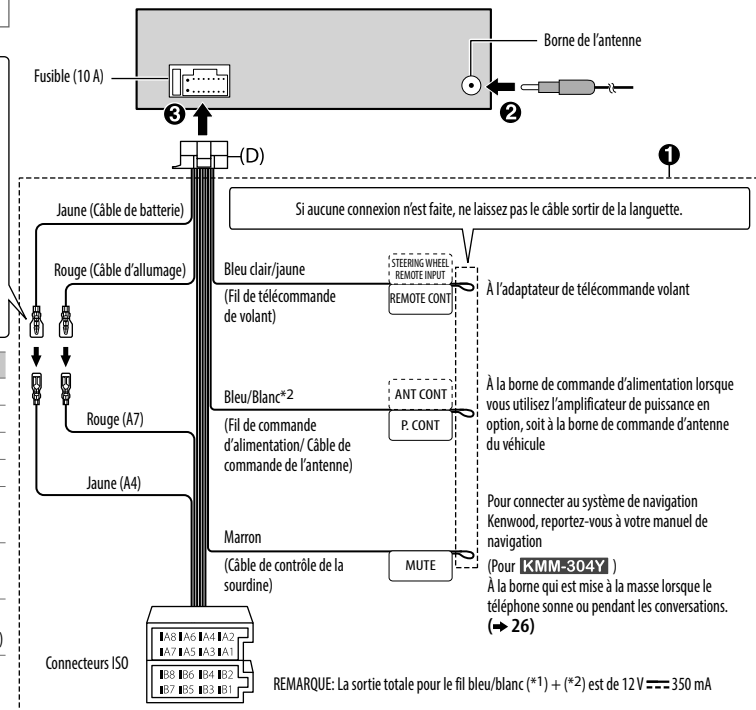 Borne de l'antenne
Fusible (10 A)
❸
❷
(D)
❶
Jaune (Câble de batterie)
Si aucune connexion n'est faite, ne laissez pas le câble sortir de la languette.
Rouge (Câble d'allumage)
Bleu clair/jaune
(Fil de télécommande
de volant)
STEERING WHEEL
REMOTE INPUT
REMOTE CONT
À l'adaptateur de télécommande volant
Bleu/Blanc*2
(Fil de commande
d'alimentation/ Câble de
commande de l'antenne)
ANT CONT
P. CONT
À la borne de commande d'alimentation lorsque
vous utilisez l'amplificateur de puissance en
option, soit à la borne de commande d'antenne
du véhicule
Rouge (A7)
Jaune (A4)
Marron
(Câble de contrôle de la
sourdine)
MUTE
Pour connecter au système de navigation
Kenwood, reportez-vous à votre manuel de
navigation
(Pour KMM-304Y )
À la borne qui est mise à la masse lorsque le
téléphone sonne ou pendant les conversations.
(➔ 26)
Connecteurs ISO
A8 A6 A4 A2
A7 A5 A3 A1
B8 B6 B4 B2
B7 B5 B3 B1
REMARQUE: La sortie totale pour le fil bleu/blanc (*1) + (*2) est de 12 V ⎓ 350 mA
)